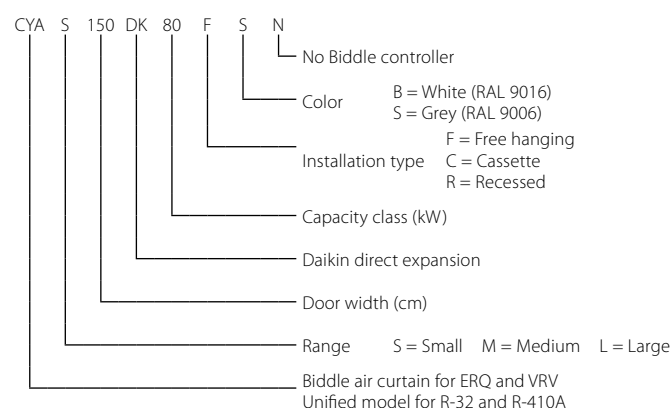 CYA S 150 DK 80 F S N
No Biddle controller
Color B = White (RAL 9016)
S = Grey (RAL 9006)
Installation type F = Free hanging
C = Cassette
R = Recessed
Capacity class (kW)
Daikin direct expansion
Door width (cm)
Range S = Small M = Medium L = Large
Biddle air curtain for ERQ and VRV
Unified model for R-32 and R-410A